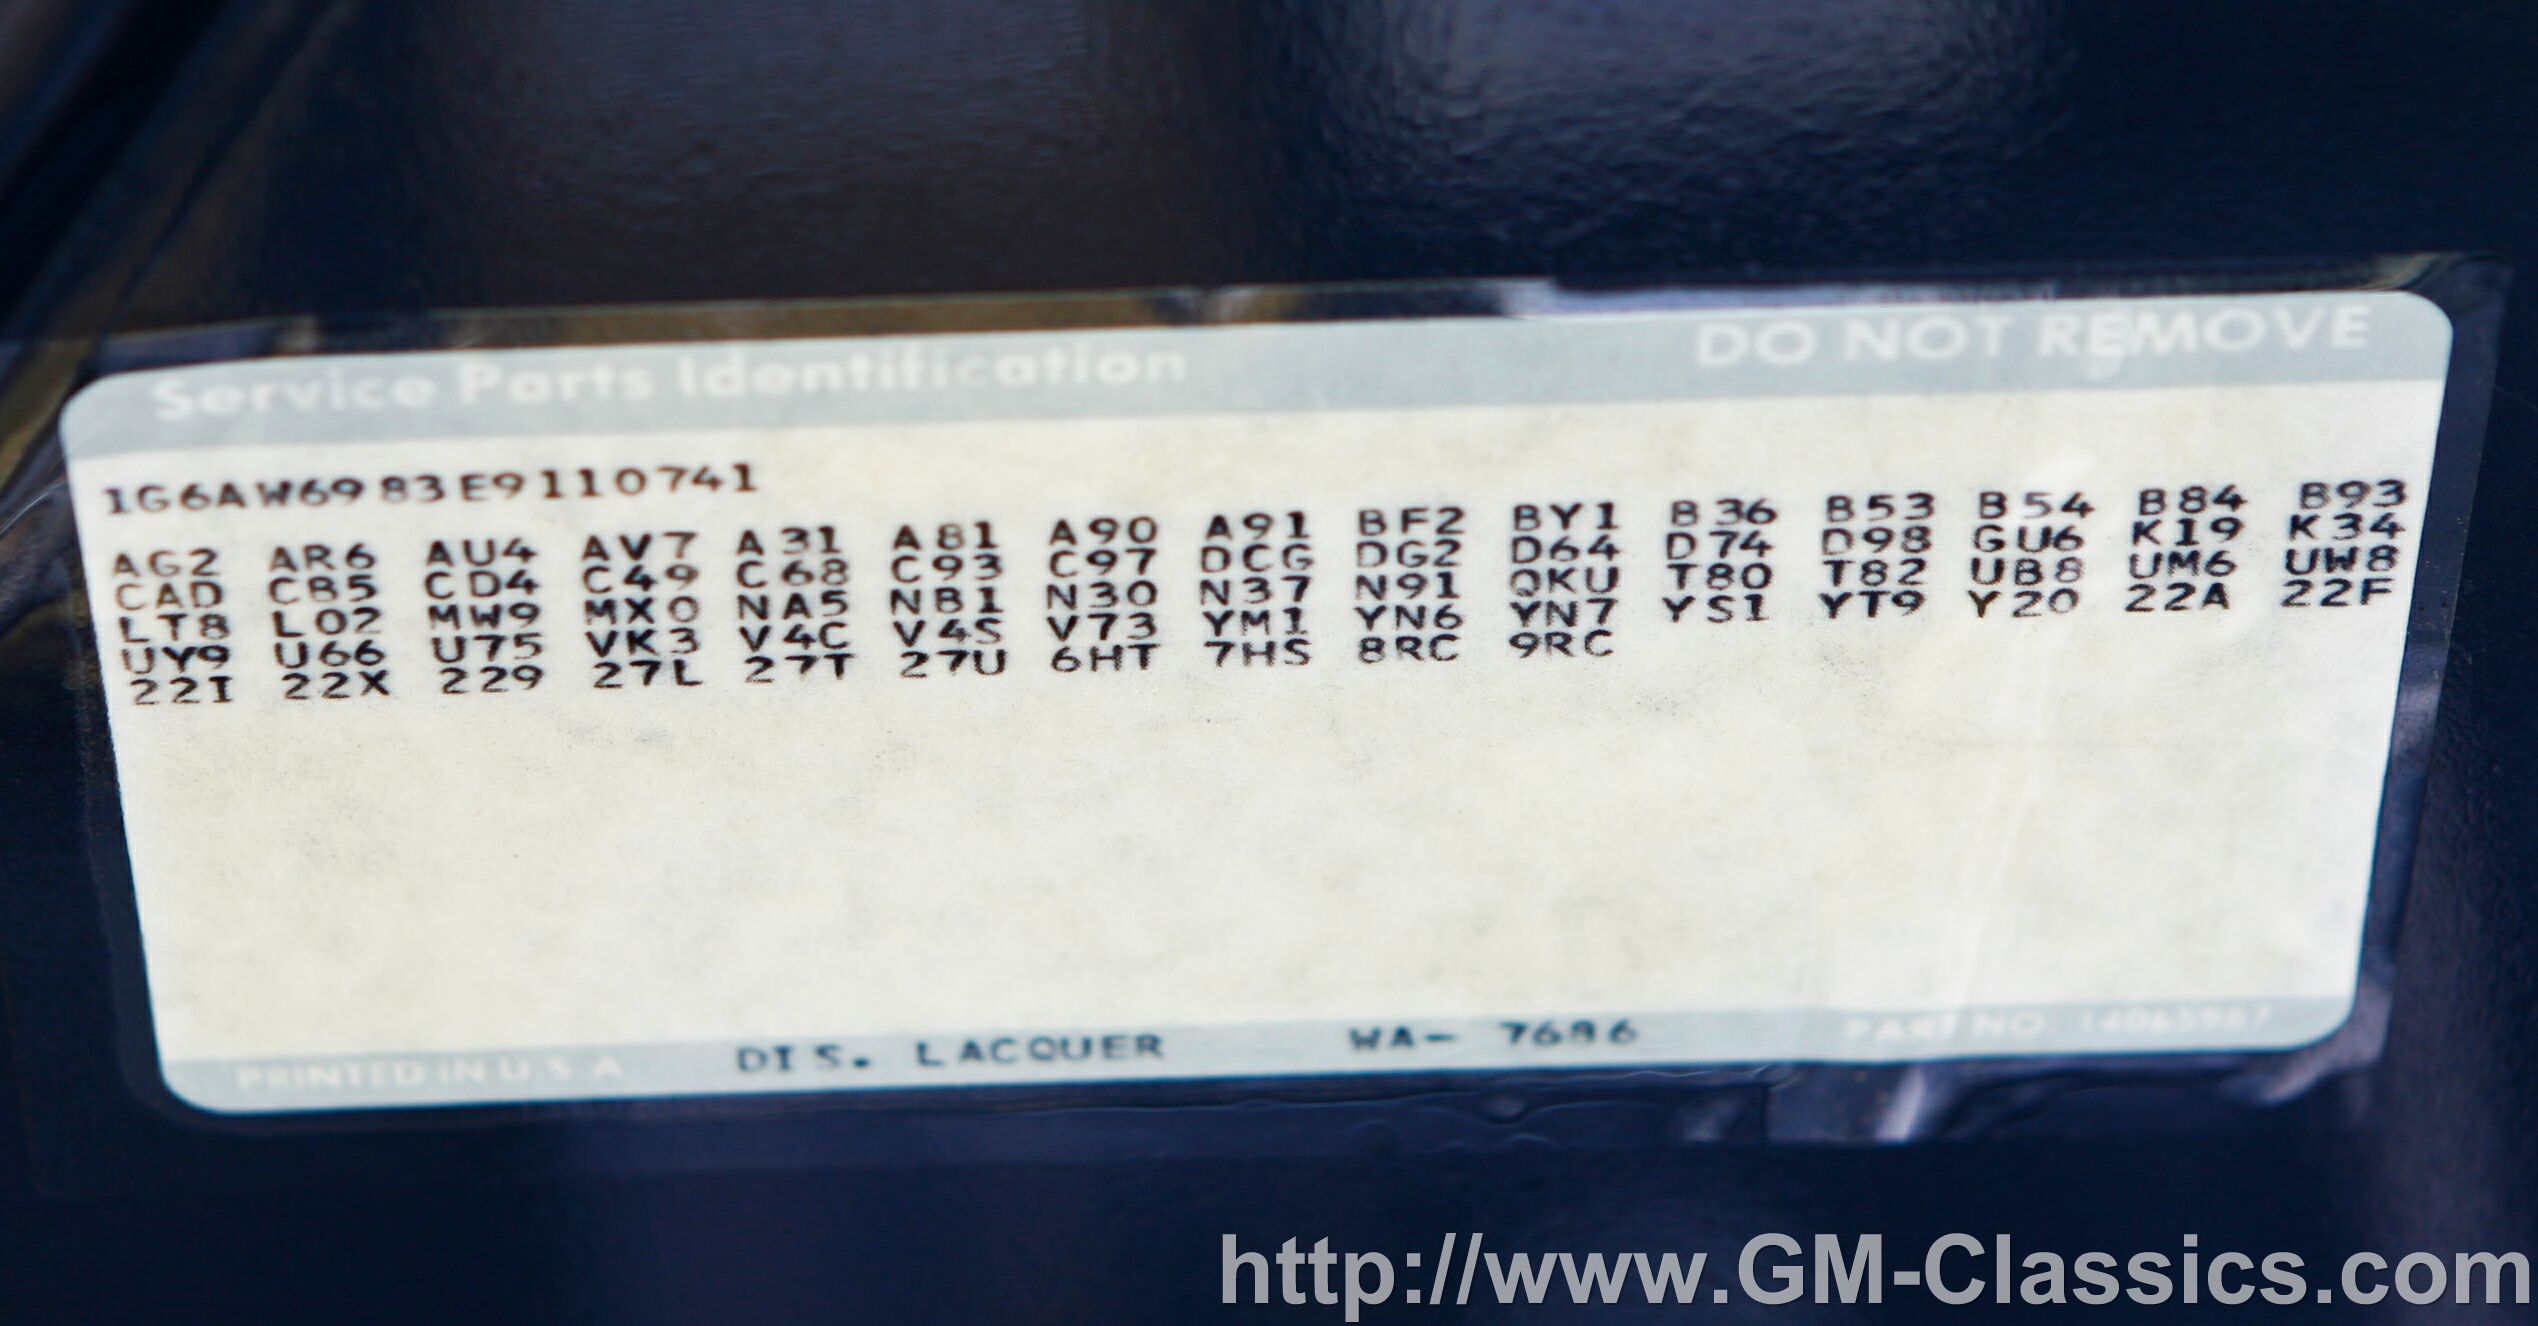 Service Parts Identification DO NOT REMOVE
1G6AW6983E9110741
AG2 AR6 AU4 AV7 A31 A81 A90 A91 BF2 BY1 B36 B53 B54 B84 B93
CAD CB5 CD4 C49 C68 C93 C97 DCG DG2 D64 D74 D98 GU6 K19 K34
LT8 L02 MW9 MX0 NA5 NB1 N30 N37 N91 QKU T80 T82 UB8 UM6 UW8
UY9 U66 U75 VK3 V4C V4S V73 YM1 YN6 YN7 YS1 YT9 Y20 22A 22F
22I 22X 229 27L 27T 27U 6HT 7HS 8RC 9RC
PRINTED IN U.S.A. DIS. LACQUER WA- 7686 PART NO.
http://www.GM-Classics.com